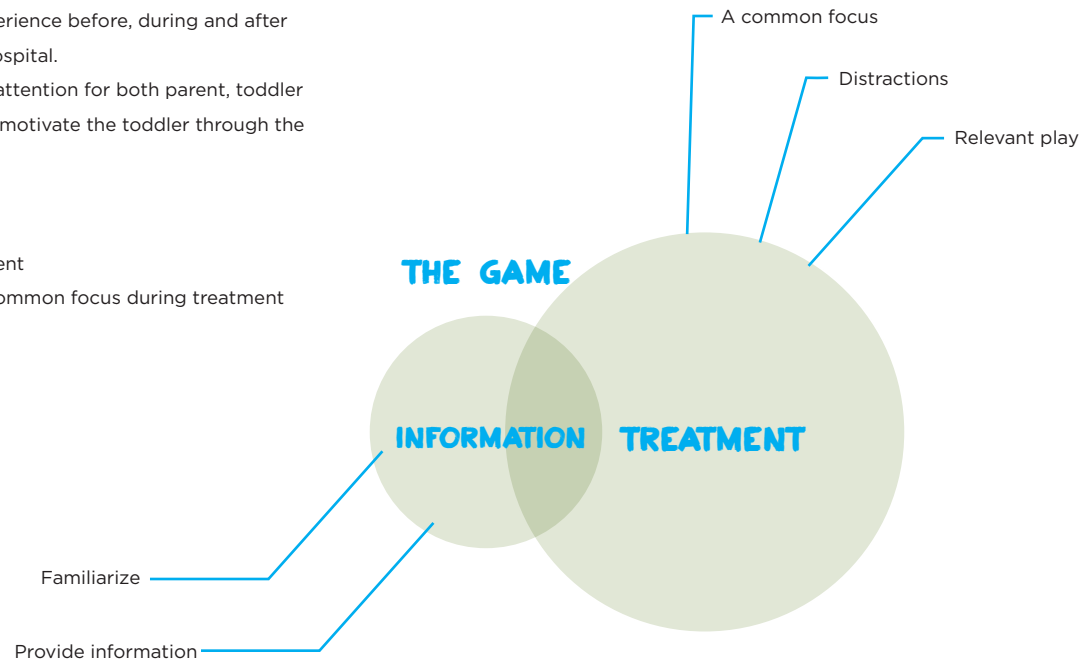 erience before, during and after
ospital.
attention for both parent, toddler
motivate the toddler through the
ent
ommon focus during treatment
A common focus
Distractions
Relevant play
THE GAME
INFORMATION
TREATMENT
Familiarize
Provide information